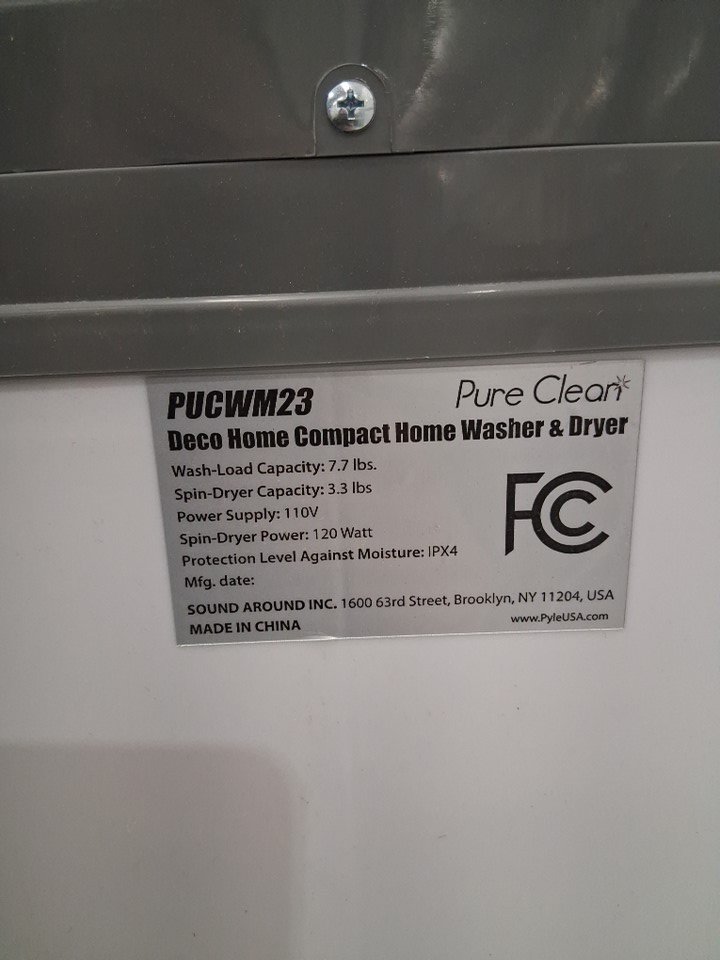 PUCWM23 Pure Clean
Deco Home Compact Home Washer & Dryer
Wash-Load Capacity: 7.7 lbs.
Spin-Dryer Capacity: 3.3 lbs
Power Supply: 110V
Spin-Dryer Power: 120 Watt
Protection Level Against Moisture: IPX4
Mfg. date:
FC
SOUND AROUND INC. 1600 63rd Street, Brooklyn, NY 11204, USA
MADE IN CHINA www.PyleUSA.com